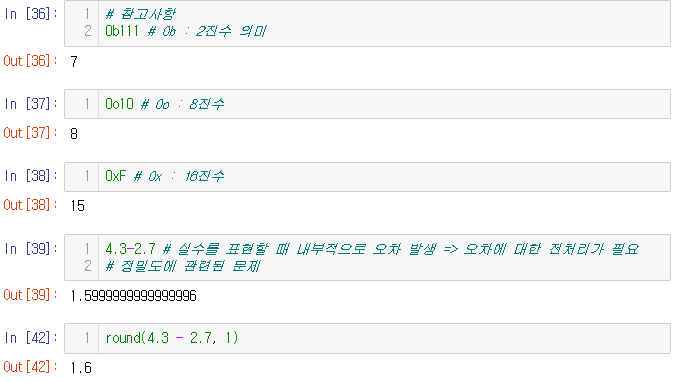 In [36]: 1 # 참고사항
2 0b111 # 0b : 2진수 의미
Out[36]: 7
In [37]: 1 0o10 # 0o : 8진수
Out[37]: 8
In [38]: 1 0xF # 0x : 16진수
Out[38]: 15
In [39]: 1 4.3-2.7 # 실수를 표현할 때 내부적으로 오차 발생 => 오차에 대한 전처리가 필요
2 # 정밀도에 관련된 문제
Out[39]: 1.5999999999999996
In [42]: 1 round(4.3 - 2.7, 1)
Out[42]: 1.6